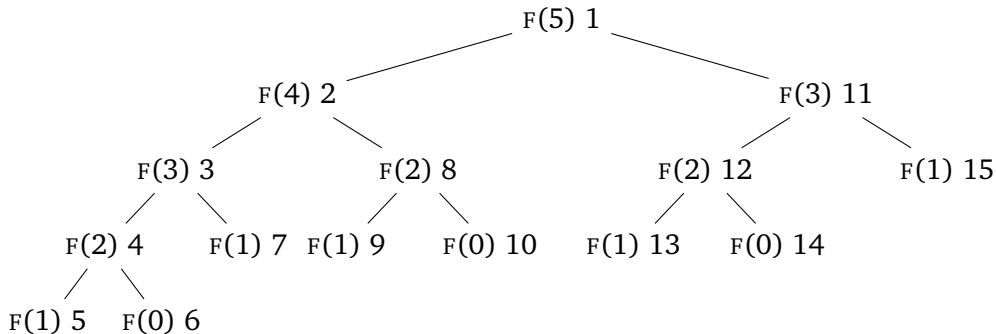 F(5) 1
F(4) 2 F(3) 11
F(3) 3 F(2) 8 F(2) 12 F(1) 15
F(2) 4 F(1) 7 F(1) 9 F(0) 10 F(1) 13 F(0) 14
F(1) 5 F(0) 6